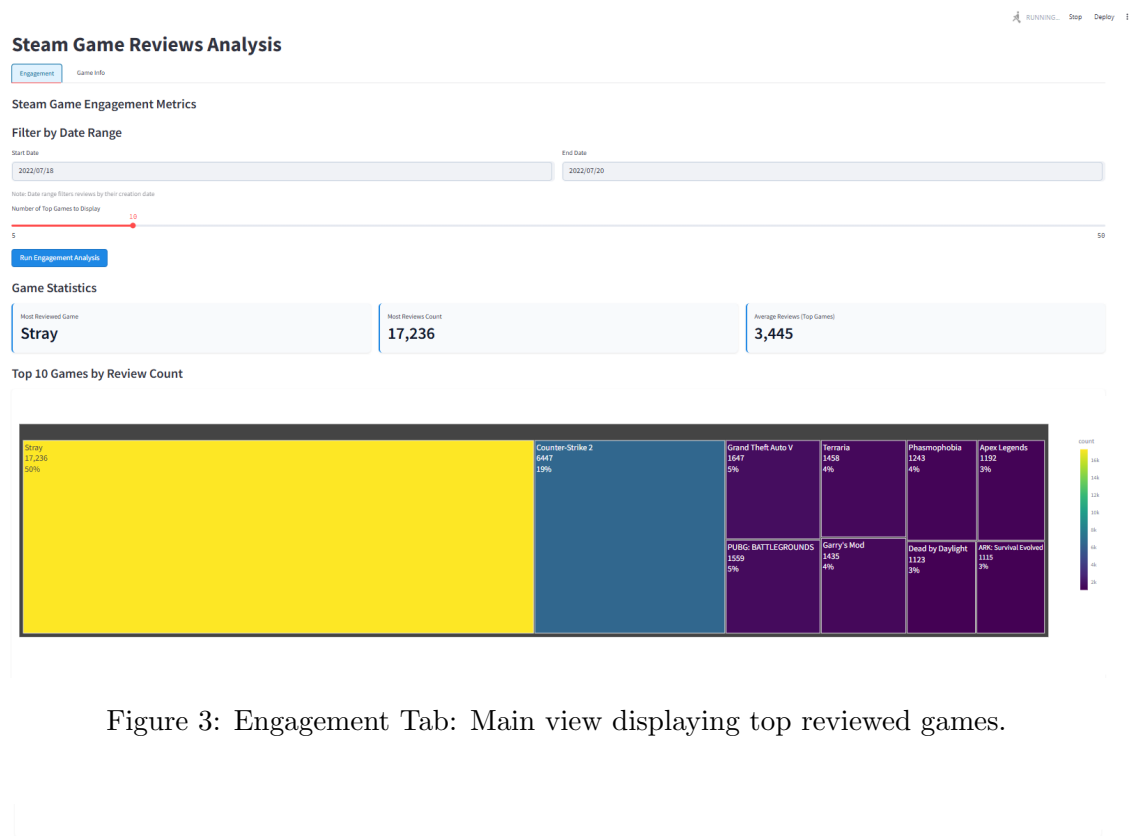 RUNNING... Stop Deploy
Steam Game Reviews Analysis
Engagement Game Info
Steam Game Engagement Metrics
Filter by Date Range
Start Date End Date
2022/07/18 2022/07/20
Note: Date range filters reviews by their creation date
Number of Top Games to Display
10
5 50
Run Engagement Analysis
Game Statistics
Most Reviewed Game Most Reviews Count Average Reviews (Top Games)
Stray 17,236 3,445
Top 10 Games by Review Count
Stray
17,236
50%
Counter-Strike 2
6447
19%
Grand Theft Auto V
1647
5%
PUBG: BATTLEGROUNDS
1559
5%
Terraria
1458
4%
Garry's Mod
1435
4%
Phasmophobia
1243
4%
Dead by Daylight
1123
3%
Apex Legends
1192
3%
ARK: Survival Evolved
1115
3%
count
16k
14k
12k
10k
8k
6k
4k
2k
Figure 3: Engagement Tab: Main view displaying top reviewed games.